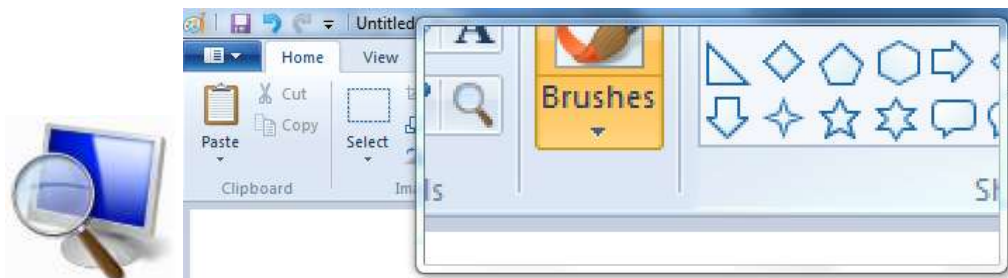 Untitled
Home View
Cut
Copy
Paste
Select
Clipboard
A
Brushes